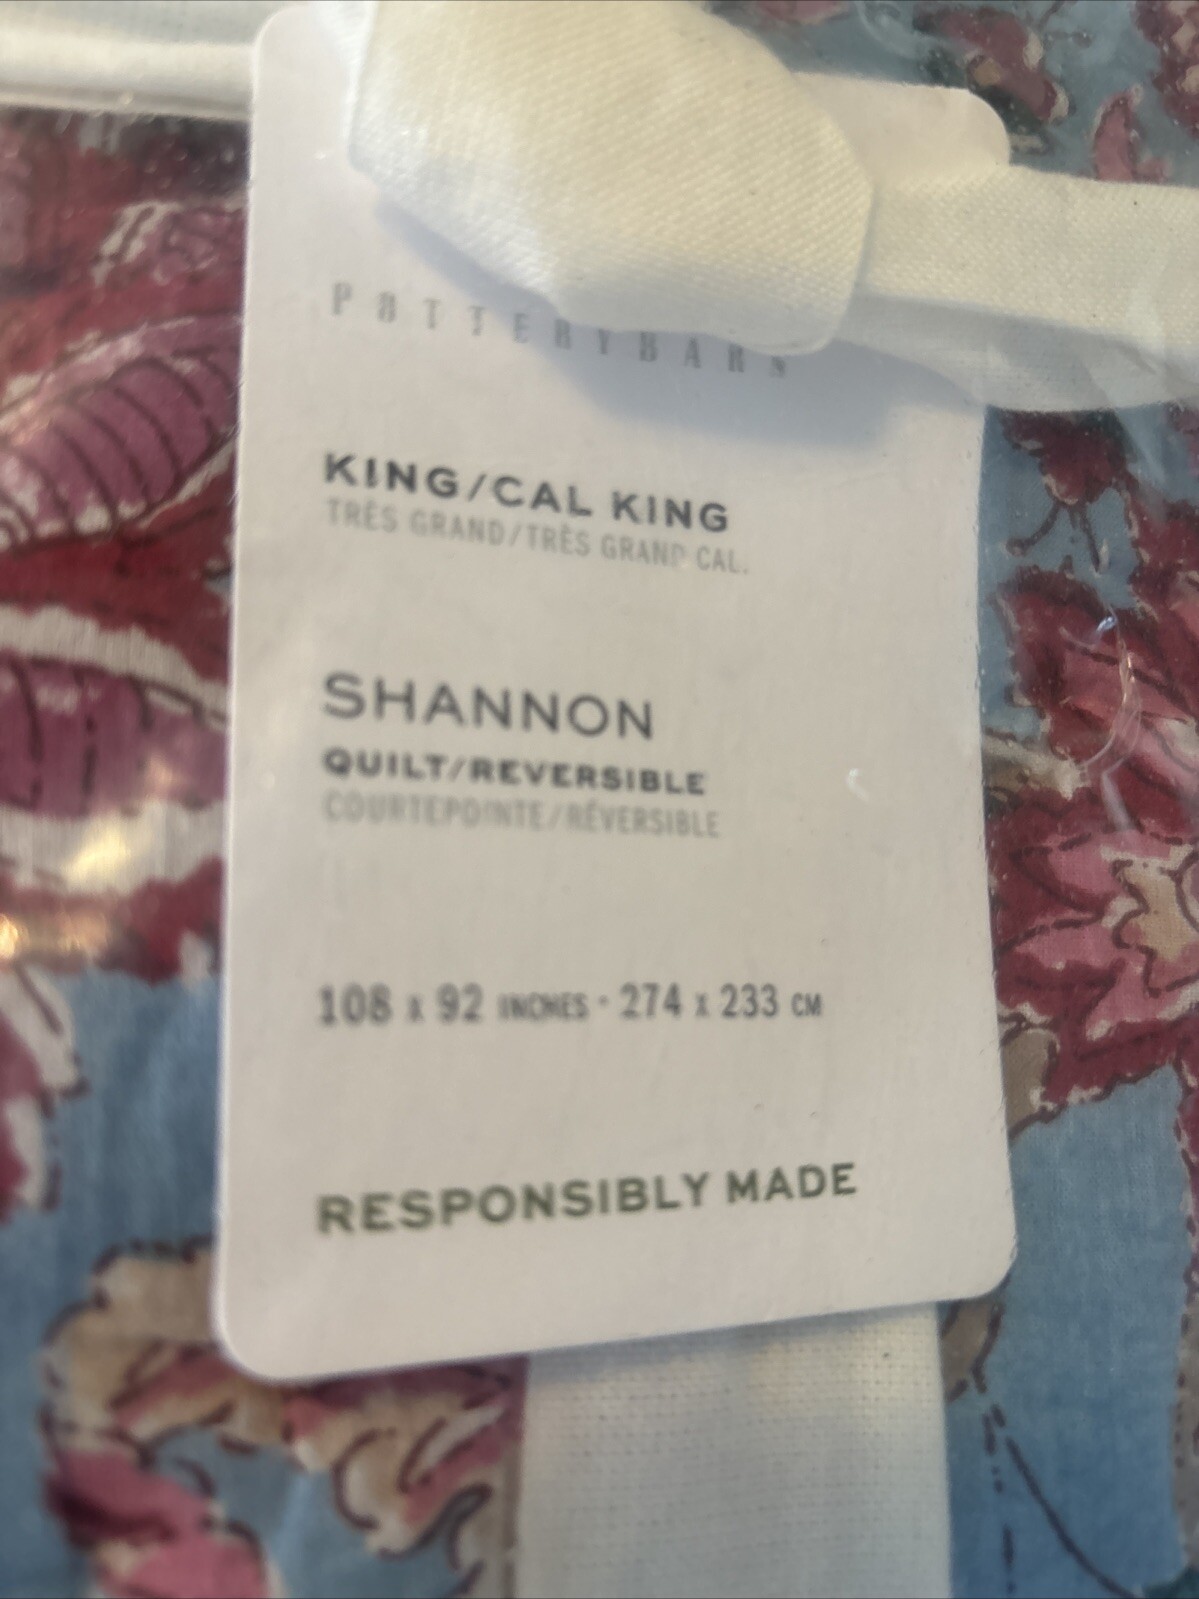 POTTERYBARN
KING/CAL KING
TRÈS GRAND/TRÈS GRAND CAL.
SHANNON
QUILT/REVERSIBLE
COURTEPOINTE/RÉVERSIBLE
108 x 92 INCHES · 274 x 233 CM
RESPONSIBLY MADE